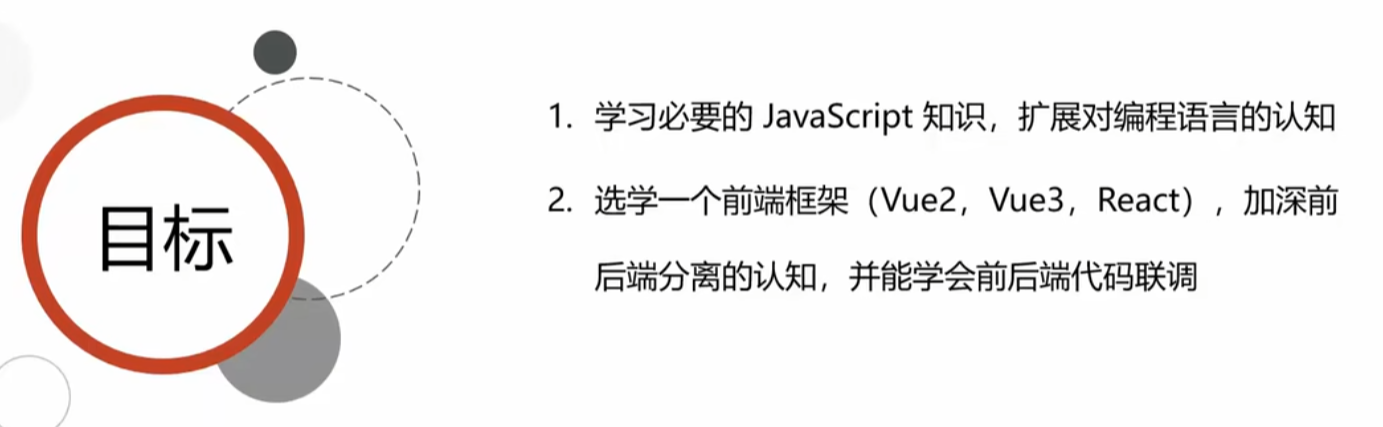 目标
1. 学习必要的 JavaScript 知识，扩展对编程语言的认知
2. 选学一个前端框架（Vue2，Vue3，React），加深前
后端分离的认知，并能学会前后端代码联调